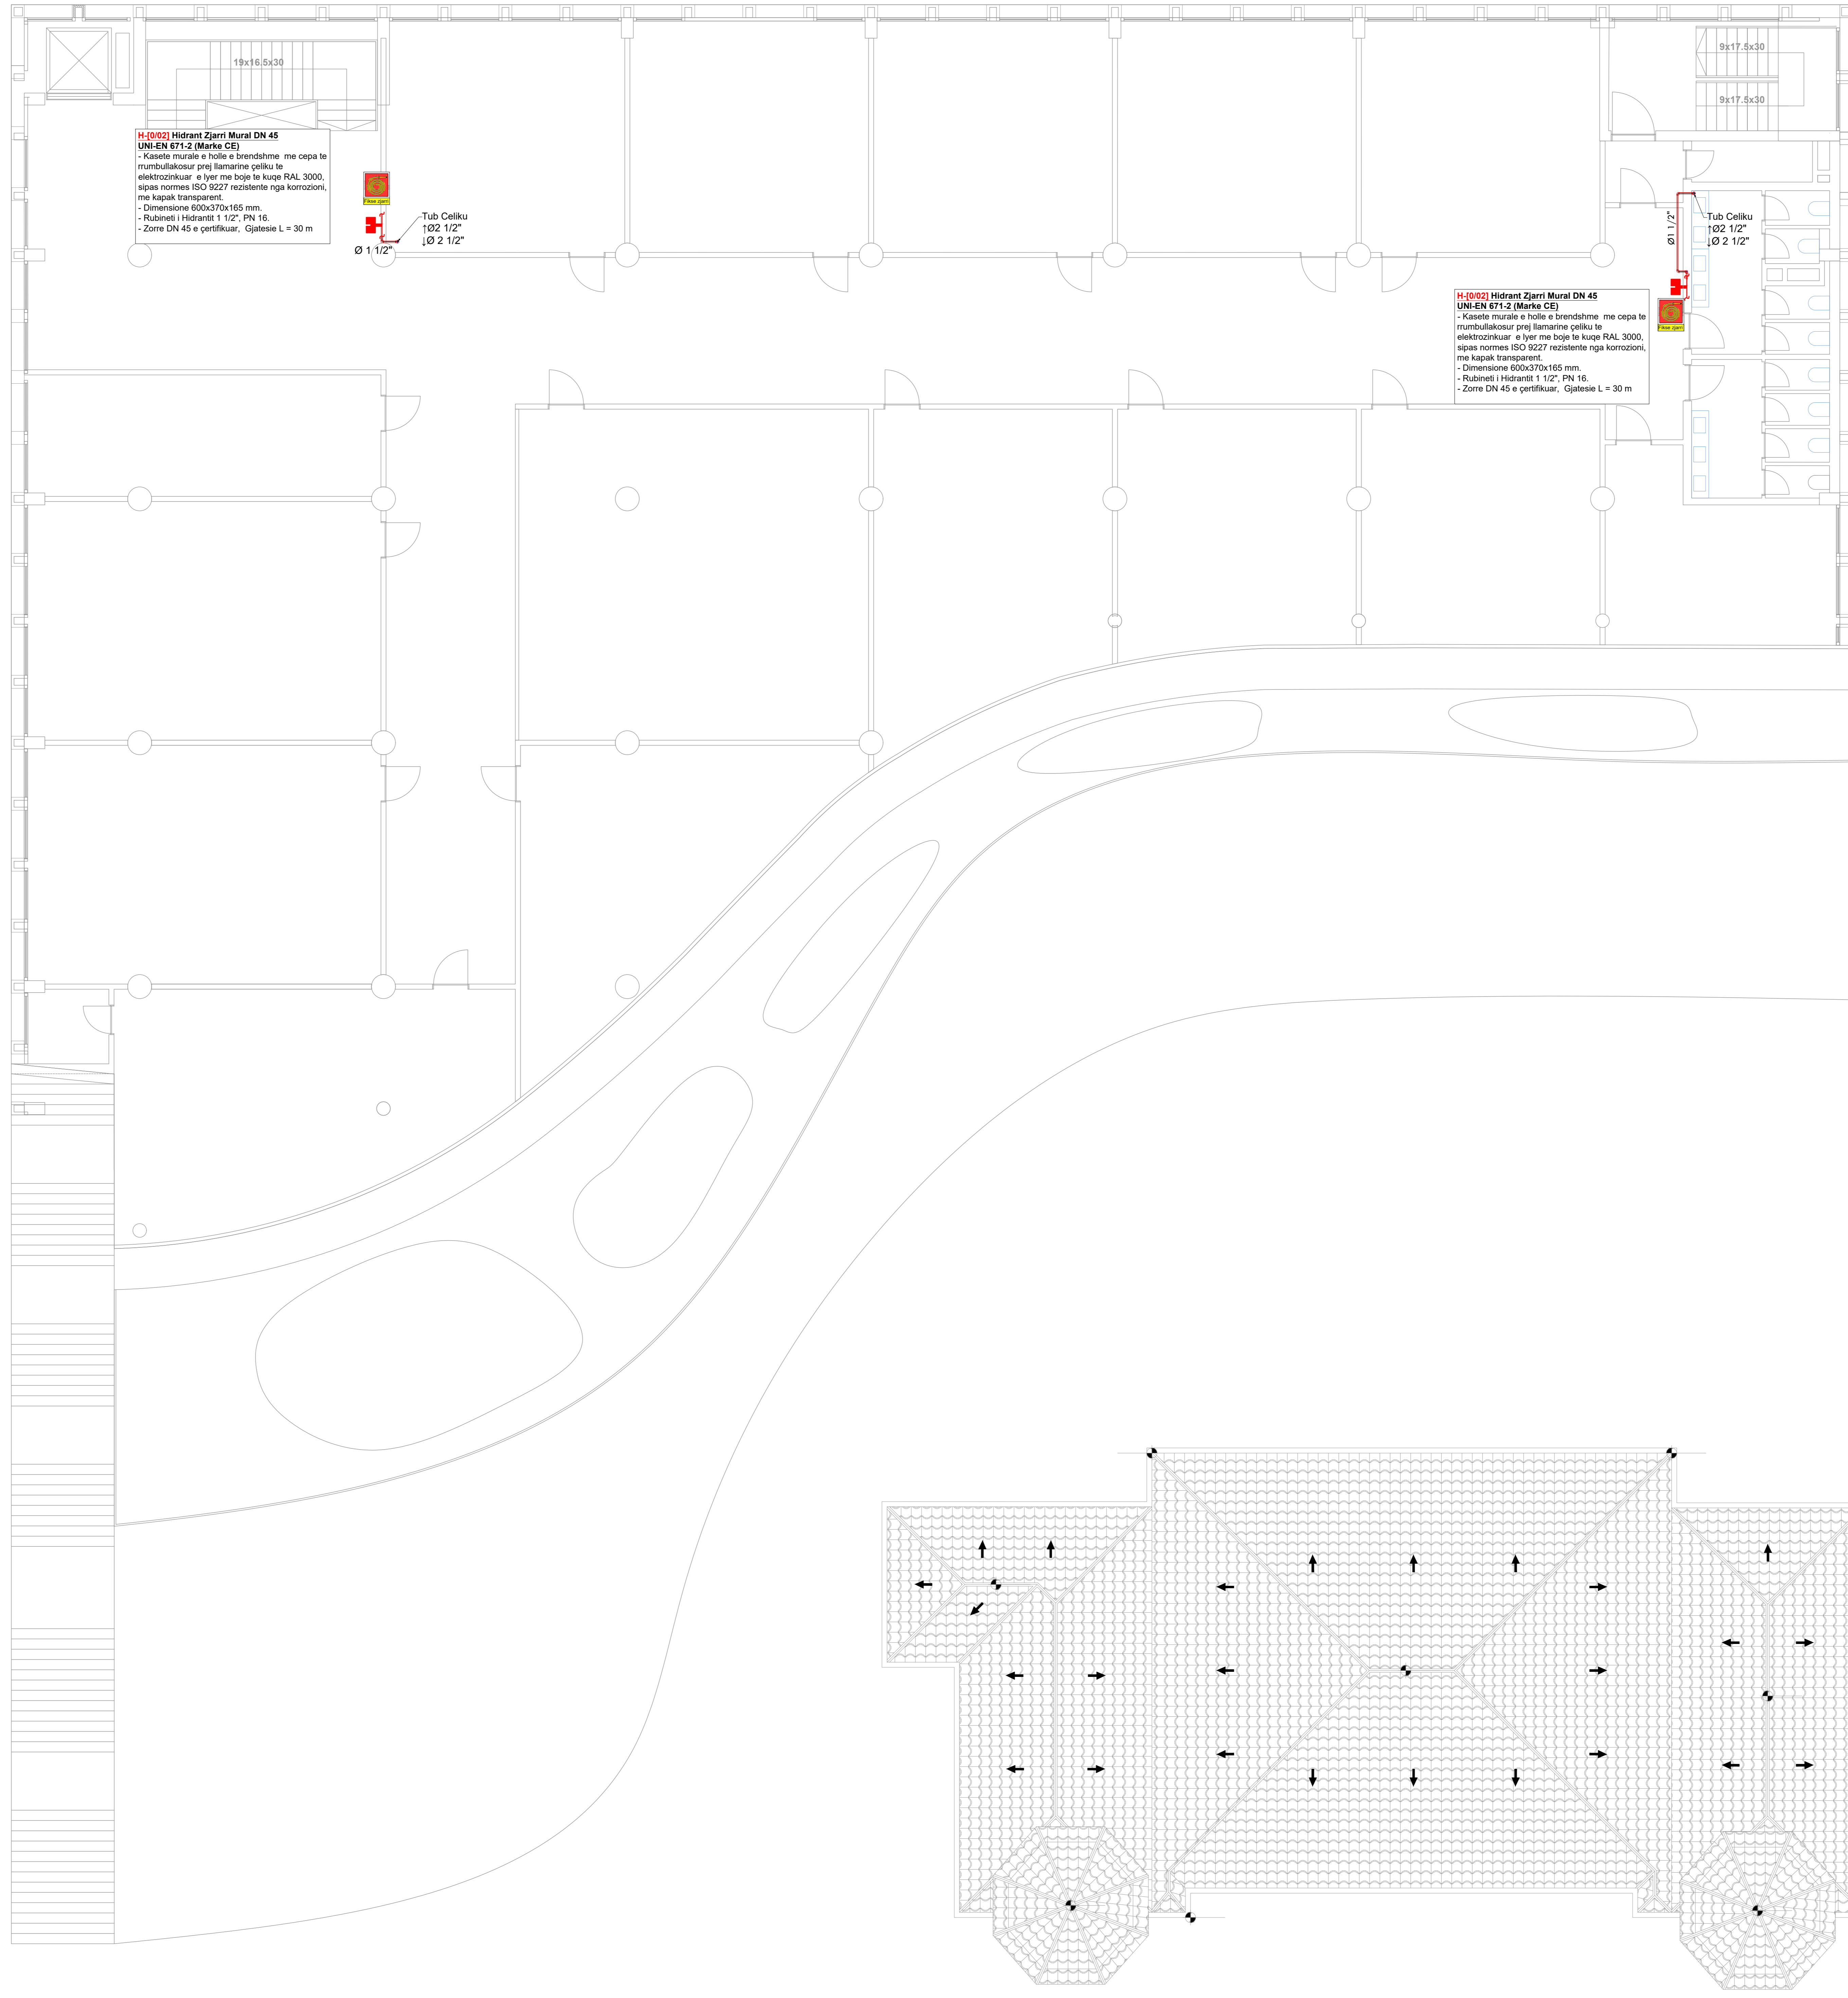 19x16.5x30
9x17.5x30
9x17.5x30
H-[0/02] Hidrant Zjarri Mural DN 45
UNI-EN 671-2 (Marke CE)
- Kasete murale e holle e brendshme me cepa te
rrumbullakosur prej llamarine çeliku te
elektrozinkuar e lyer me boje te kuqe RAL 3000,
sipas normes ISO 9227 rezistente nga korrozioni,
me kapak transparent.
- Dimensione 600x370x165 mm.
- Rubineti i Hidrantit 1 1/2", PN 16.
- Zorre DN 45 e çertifikuar, Gjatesie L = 30 m
Fikse zjarri
Tub Celiku
↑Ø2 1/2"
↓Ø 2 1/2"
Ø 1 1/2"
Ø1 1/2"
Tub Celiku
↑Ø2 1/2"
↓Ø 2 1/2"
Fikse zjarri
H-[0/02] Hidrant Zjarri Mural DN 45
UNI-EN 671-2 (Marke CE)
- Kasete murale e holle e brendshme me cepa te
rrumbullakosur prej llamarine çeliku te
elektrozinkuar e lyer me boje te kuqe RAL 3000,
sipas normes ISO 9227 rezistente nga korrozioni,
me kapak transparent.
- Dimensione 600x370x165 mm.
- Rubineti i Hidrantit 1 1/2", PN 16.
- Zorre DN 45 e çertifikuar, Gjatesie L = 30 m